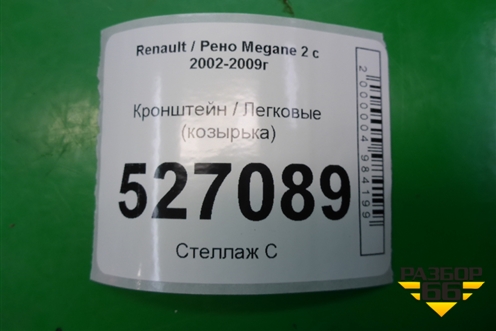 Renault / Рено Megane 2 с
2002-2009г
Кронштейн / Легковые
(козырька)
527089
Стеллаж С
2000004984199
РАЗБОР
66